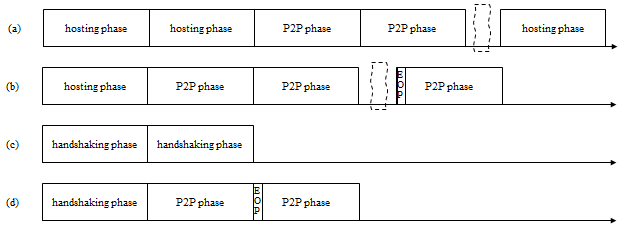 (a) hosting phase hosting phase P2P phase P2P phase hosting phase
(b) hosting phase P2P phase P2P phase EOP P2P phase
(c) handshaking phase handshaking phase
(d) handshaking phase P2P phase EOP P2P phase